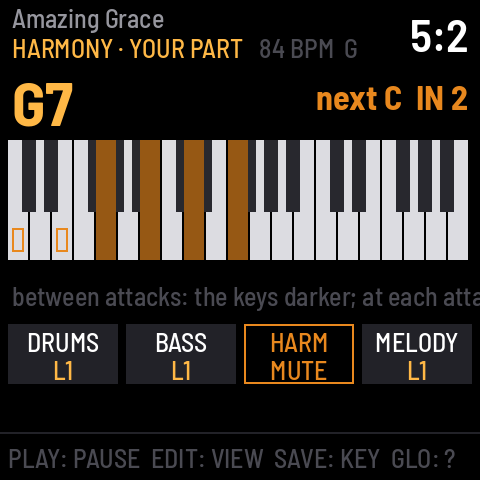 Amazing Grace
5:2
HARMONY · YOUR PART 84 BPM G
G7
next C IN 2
between attacks: the keys darker; at each atta
DRUMS BASS HARM MELODY
L1 L1 MUTE L1
PLAY: PAUSE EDIT: VIEW SAVE: KEY GLO: ?